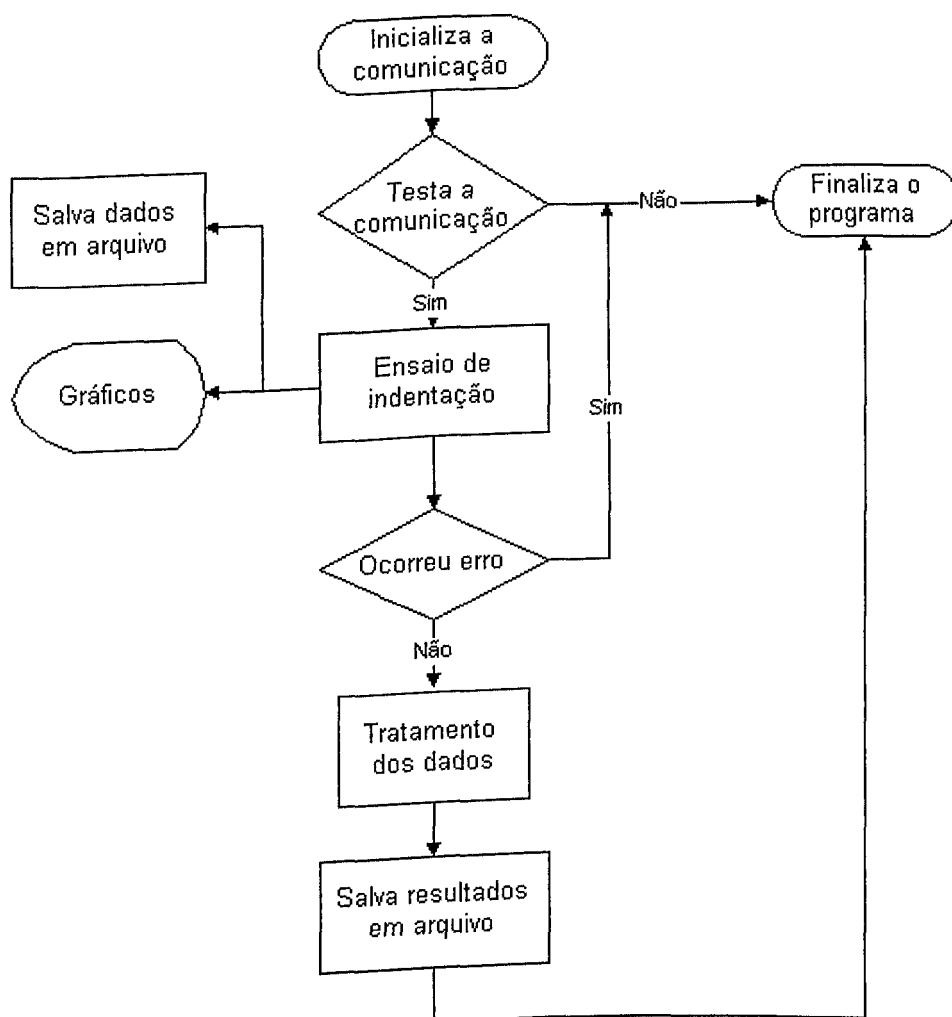 Inicializa a
comunicação
Testa a
comunicação
Não
Finaliza o
programa
Salva dados
em arquivo
Sim
Ensaio de
indentação
Gráficos
Sim
Ocorreu erro
Não
Tratamento
dos dados
Salva resultados
em arquivo